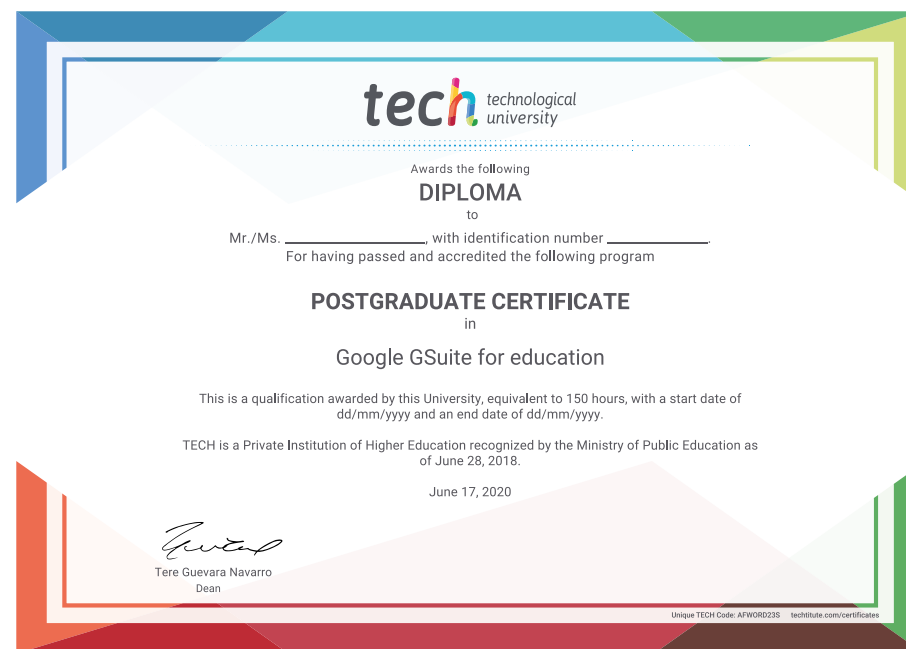 tech technological
university
Awards the following
DIPLOMA
to
Mr./Ms. ____________________, with identification number ______________.
For having passed and accredited the following program
POSTGRADUATE CERTIFICATE
in
Google GSuite for education
This is a qualification awarded by this University, equivalent to 150 hours, with a start date of
dd/mm/yyyy and an end date of dd/mm/yyyy.
TECH is a Private Institution of Higher Education recognized by the Ministry of Public Education as
of June 28, 2018.
June 17, 2020
Tere Guevara Navarro
Dean
Unique TECH Code: AFWORD23S techtitute.com/certificates